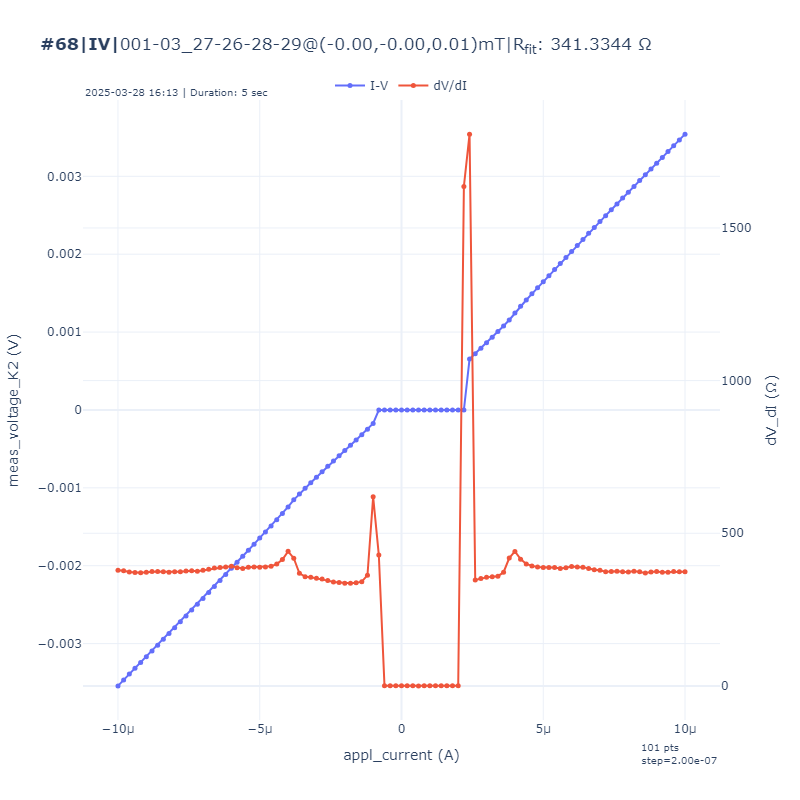 #68|IV|001-03_27-26-28-29@(-0.00,-0.00,0.01)mT|Rfit: 341.3344 Ω
2025-03-28 16:13 | Duration: 5 sec
I-V
dV/dI
0.003
0.002
0.001
0
−0.001
−0.002
−0.003
meas_voltage_K2 (V)
1500
1000
500
0
dV_dI (Ω)
−10μ
−5μ
0
5μ
10μ
appl_current (A)
101 pts
step=2.00e-07